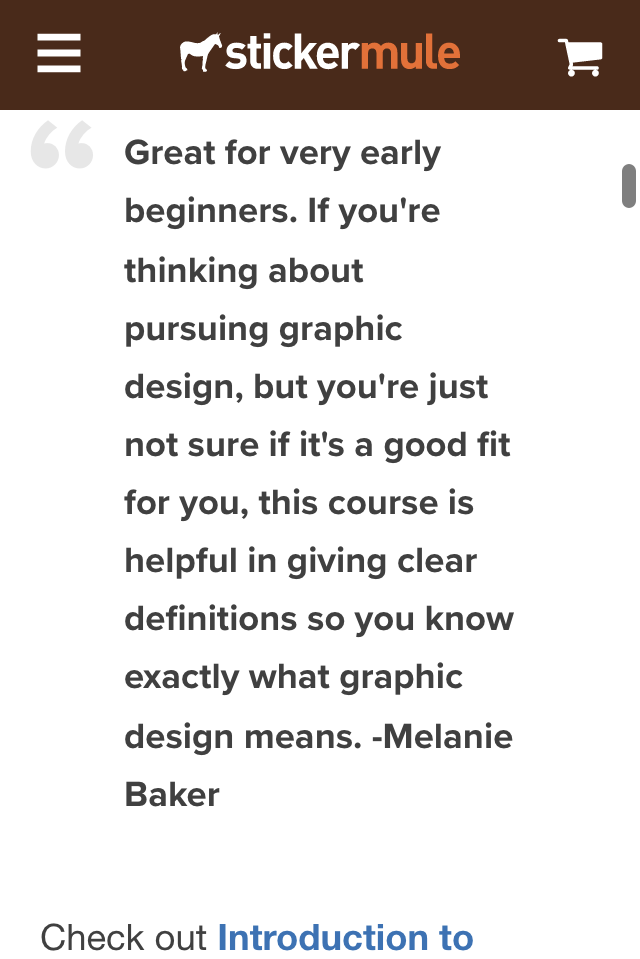 stickermule
“
Great for very early
beginners. If you're
thinking about
pursuing graphic
design, but you're just
not sure if it's a good fit
for you, this course is
helpful in giving clear
definitions so you know
exactly what graphic
design means. -Melanie
Baker
Check out Introduction to